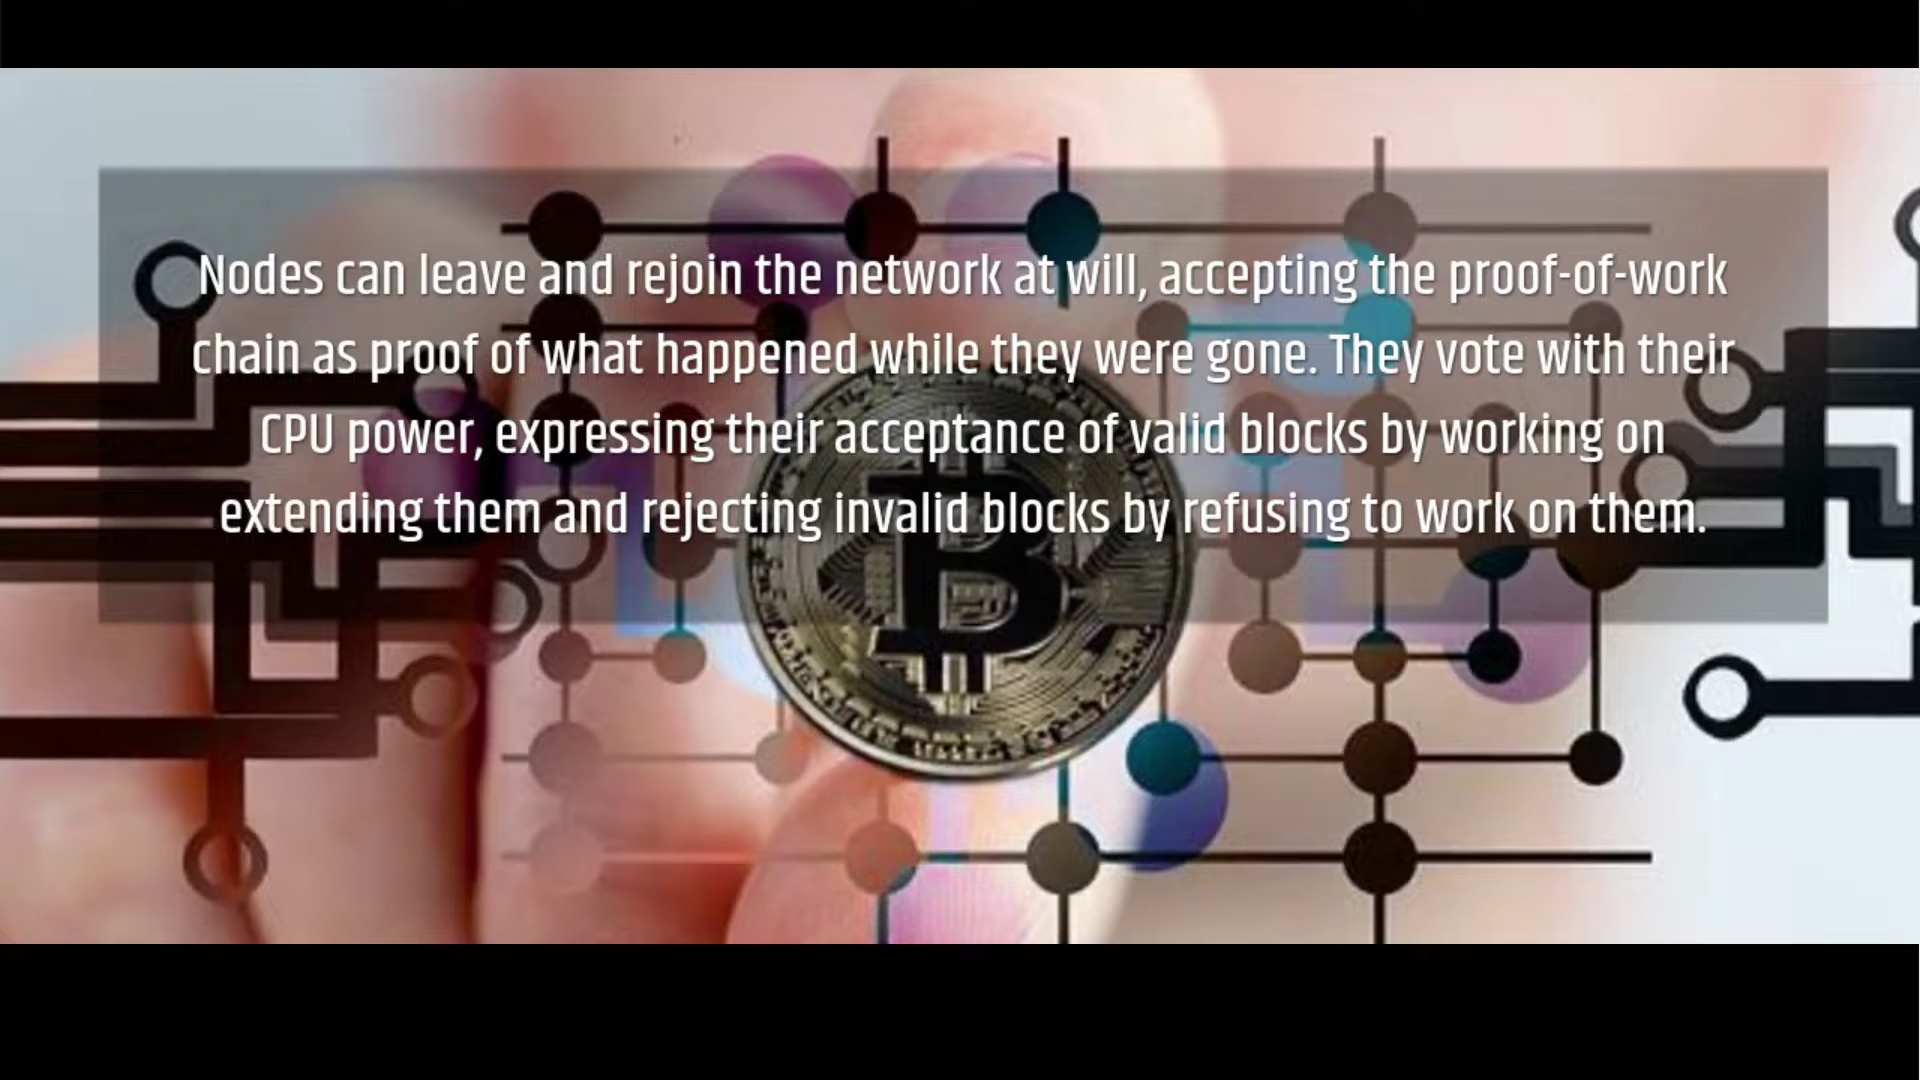 Nodes can leave and rejoin the network at will, accepting the proof-of-work
chain as proof of what happened while they were gone. They vote with their
CPU power, expressing their acceptance of valid blocks by working on
extending them and rejecting invalid blocks by refusing to work on them.